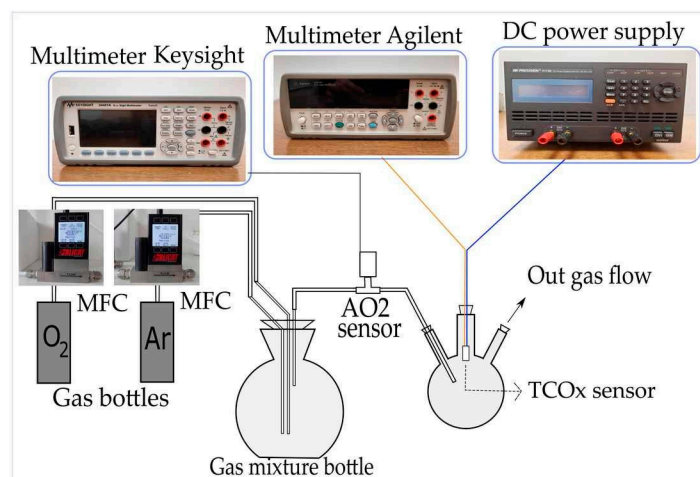 Multimeter Keysight
Multimeter Agilent
DC power supply
KEYSIGHT
MFC
MFC
O2
Ar
Gas bottles
AO2
sensor
Out gas flow
TCOx sensor
Gas mixture bottle